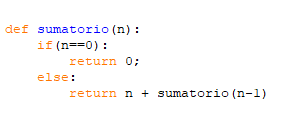 def sumatorio(n):
    if(n==0):
        return 0;
    else:
        return n + sumatorio(n-1)